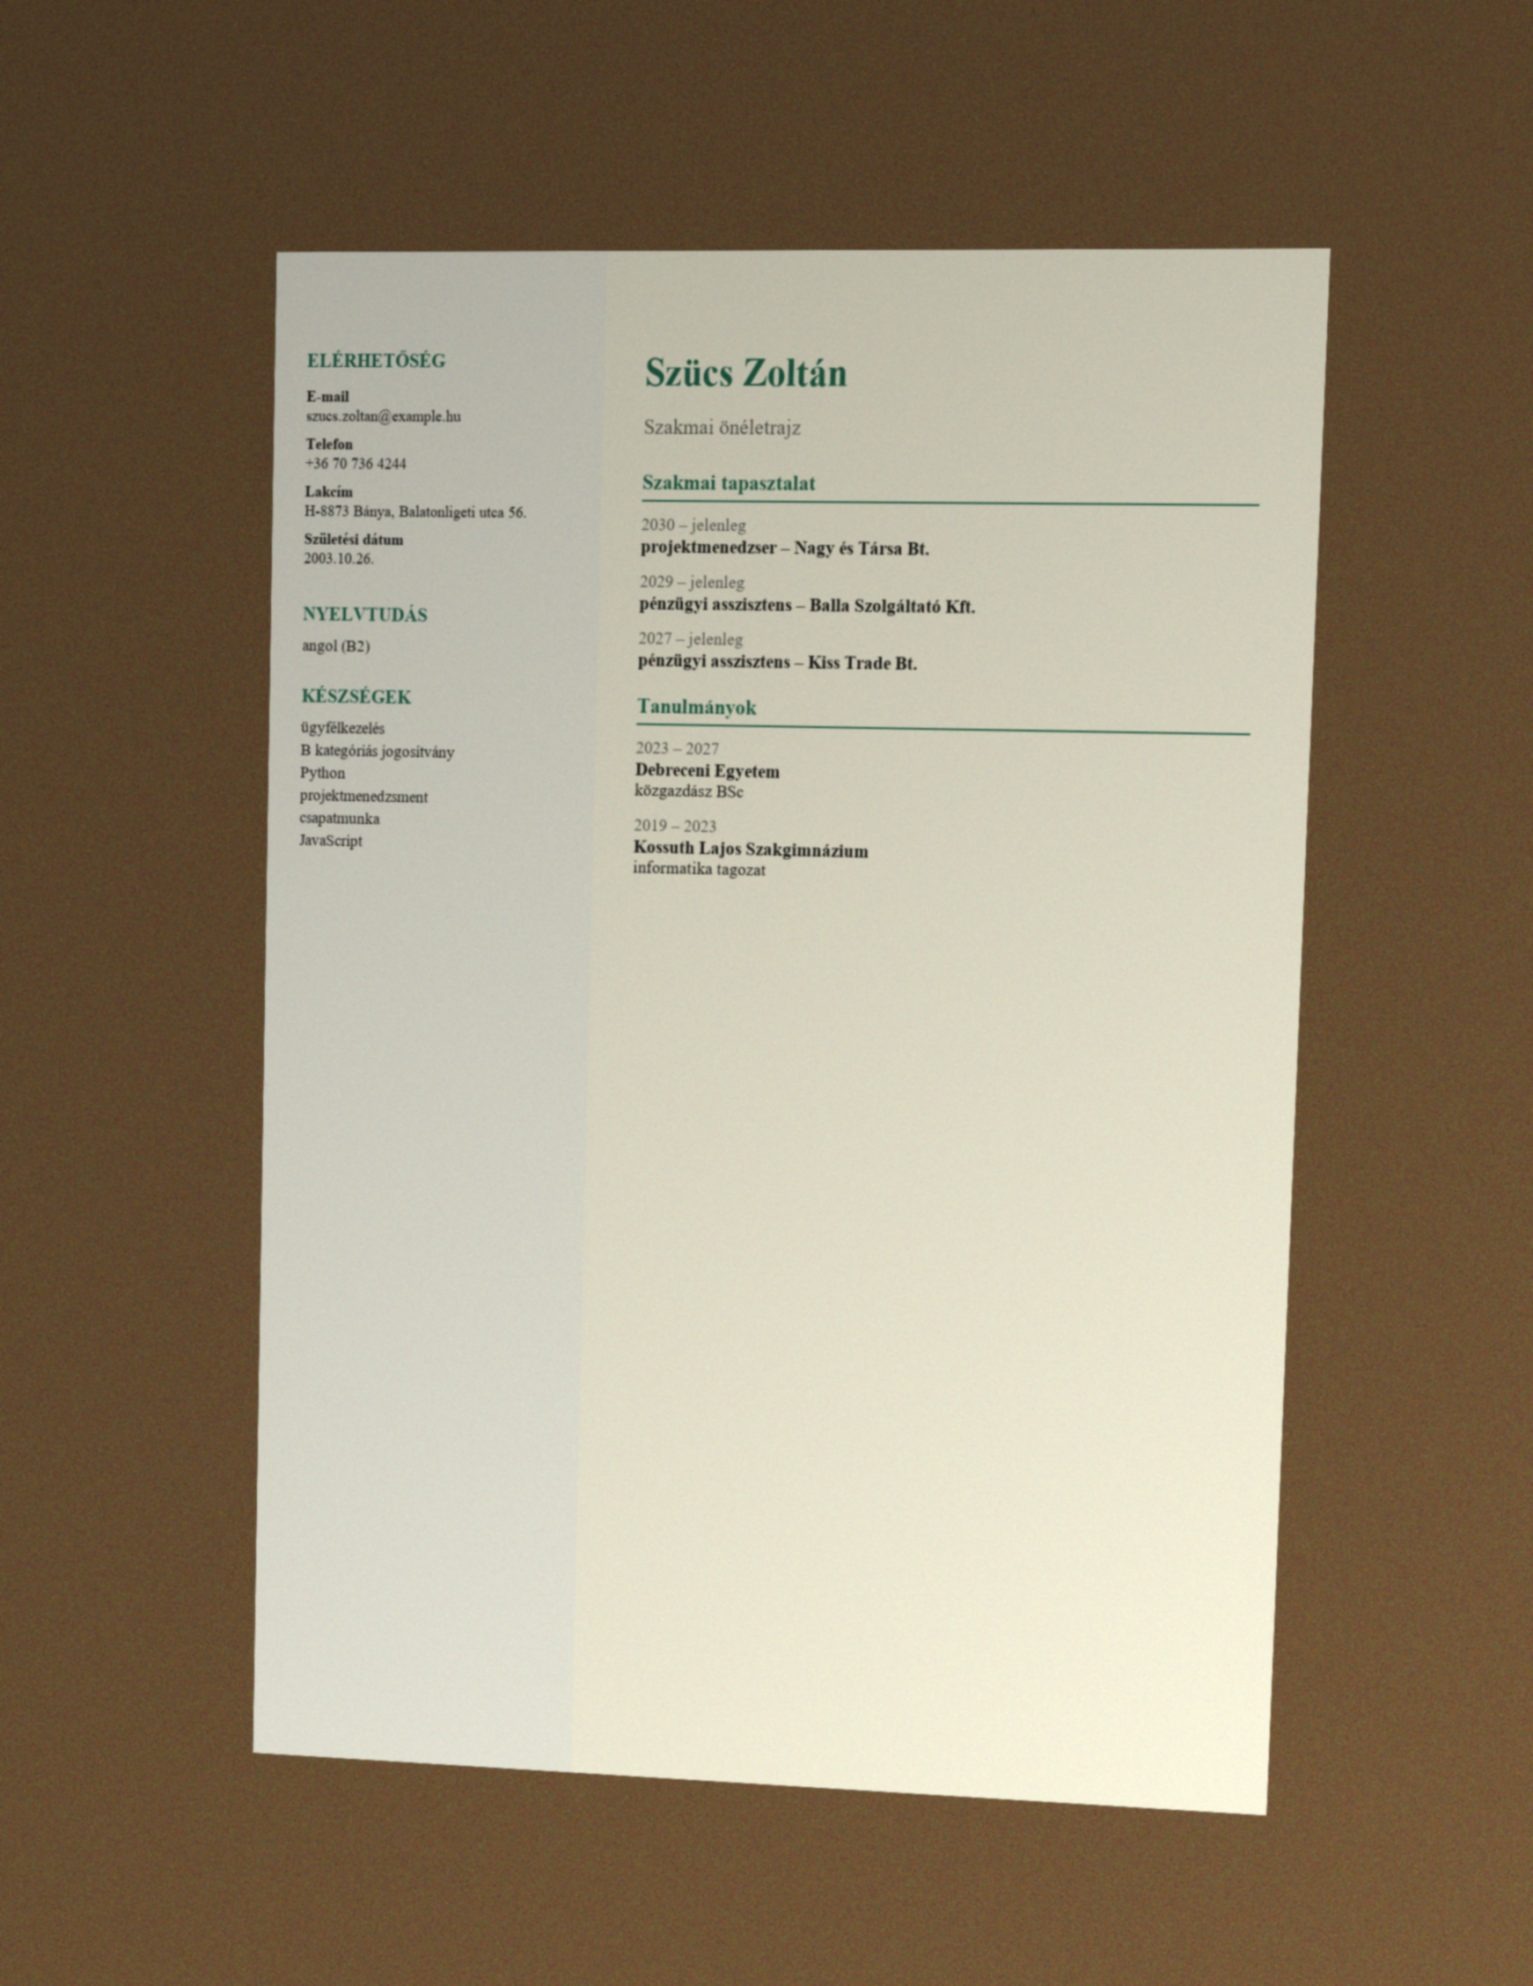 ELÉRHETŐSÉG
E-mail
szucs.zoltan@example.hu
Telefon
+36 70 736 4244
Lakcím
H-8873 Bánya, Balatonligeti utca 56.
Születési dátum
2003.10.26.
NYELVTUDÁS
angol (B2)
KÉSZSÉGEK
ügyfélkezelés
B kategóriás jogosítvány
Python
projektmenedzsment
csapatmunka
JavaScript
Szücs Zoltán
Szakmai önéletrajz
Szakmai tapasztalat
2030 – jelenleg
projektmenedzser – Nagy és Társa Bt.
2029 – jelenleg
pénzügyi asszisztens – Balla Szolgáltató Kft.
2027 – jelenleg
pénzügyi asszisztens – Kiss Trade Bt.
Tanulmányok
2023 – 2027
Debreceni Egyetem
közgazdász BSc
2019 – 2023
Kossuth Lajos Szakgimnázium
informatika tagozat